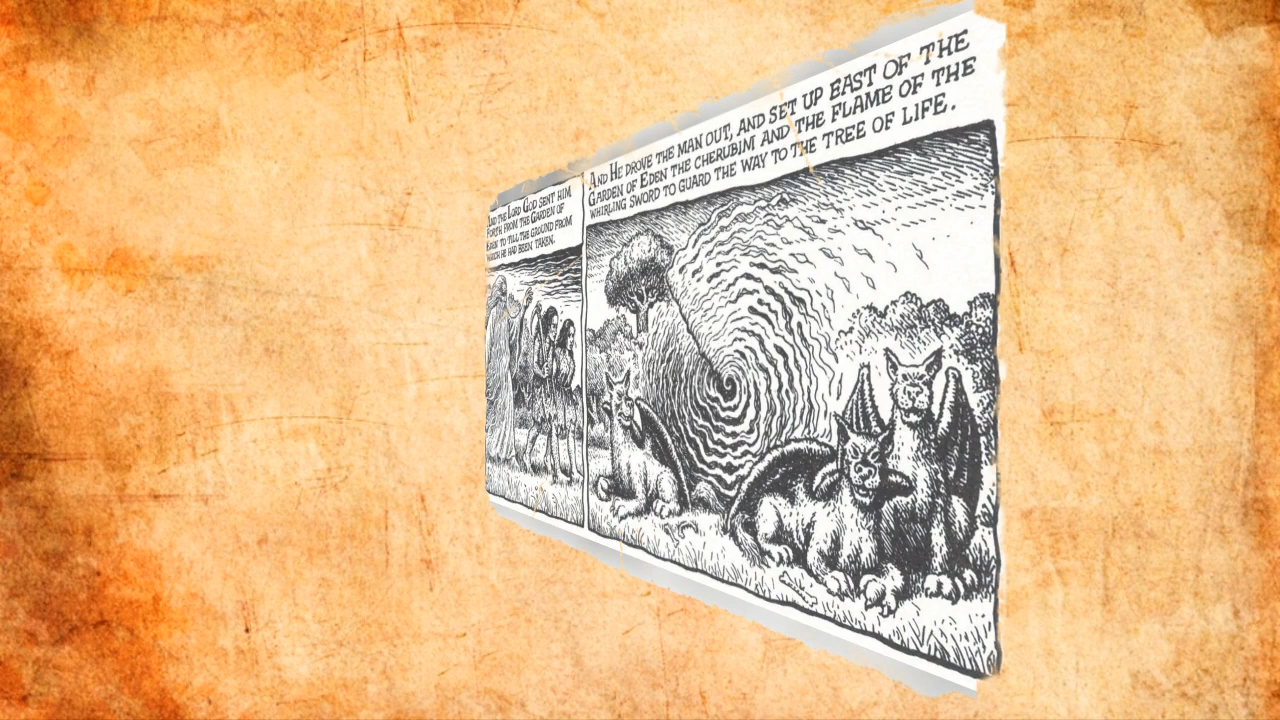 AND THE LORD GOD SENT HIM
FORTH FROM THE GARDEN OF
EDEN TO TILL THE GROUND FROM
WHICH HE HAD BEEN TAKEN.
AND HE DROVE THE MAN OUT, AND SET UP EAST OF THE
GARDEN OF EDEN THE CHERUBIM AND THE FLAME OF THE
WHIRLING SWORD TO GUARD THE WAY TO THE TREE OF LIFE.